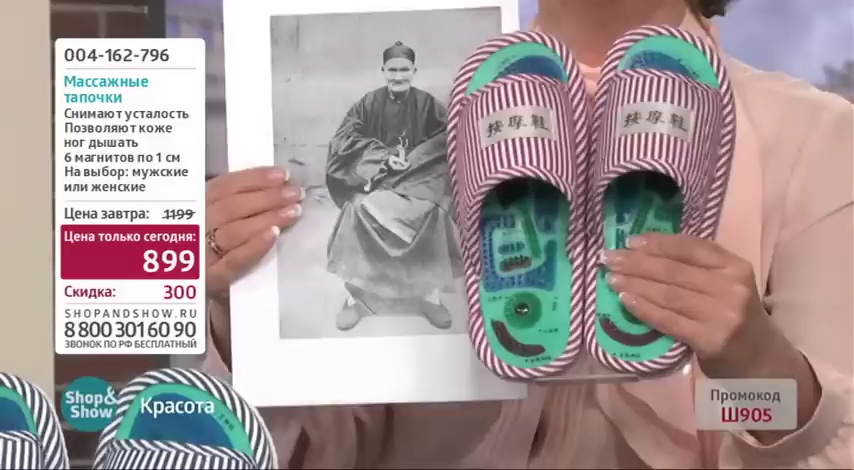 004-162-796
Массажные
тапочки
Снимают усталость
Позволяют коже
ног дышать
6 магнитов по 1 см
На выбор: мужские
или женские
Цена завтра: 1199
Цена только сегодня:
899
Скидка: 300
SHOPANDSHOW.RU
8 800 301 60 90
ЗВОНОК ПО РФ БЕСПЛАТНЫЙ
Shop&
Show
Красота
按摩鞋
按摩鞋
Промокод
Ш905